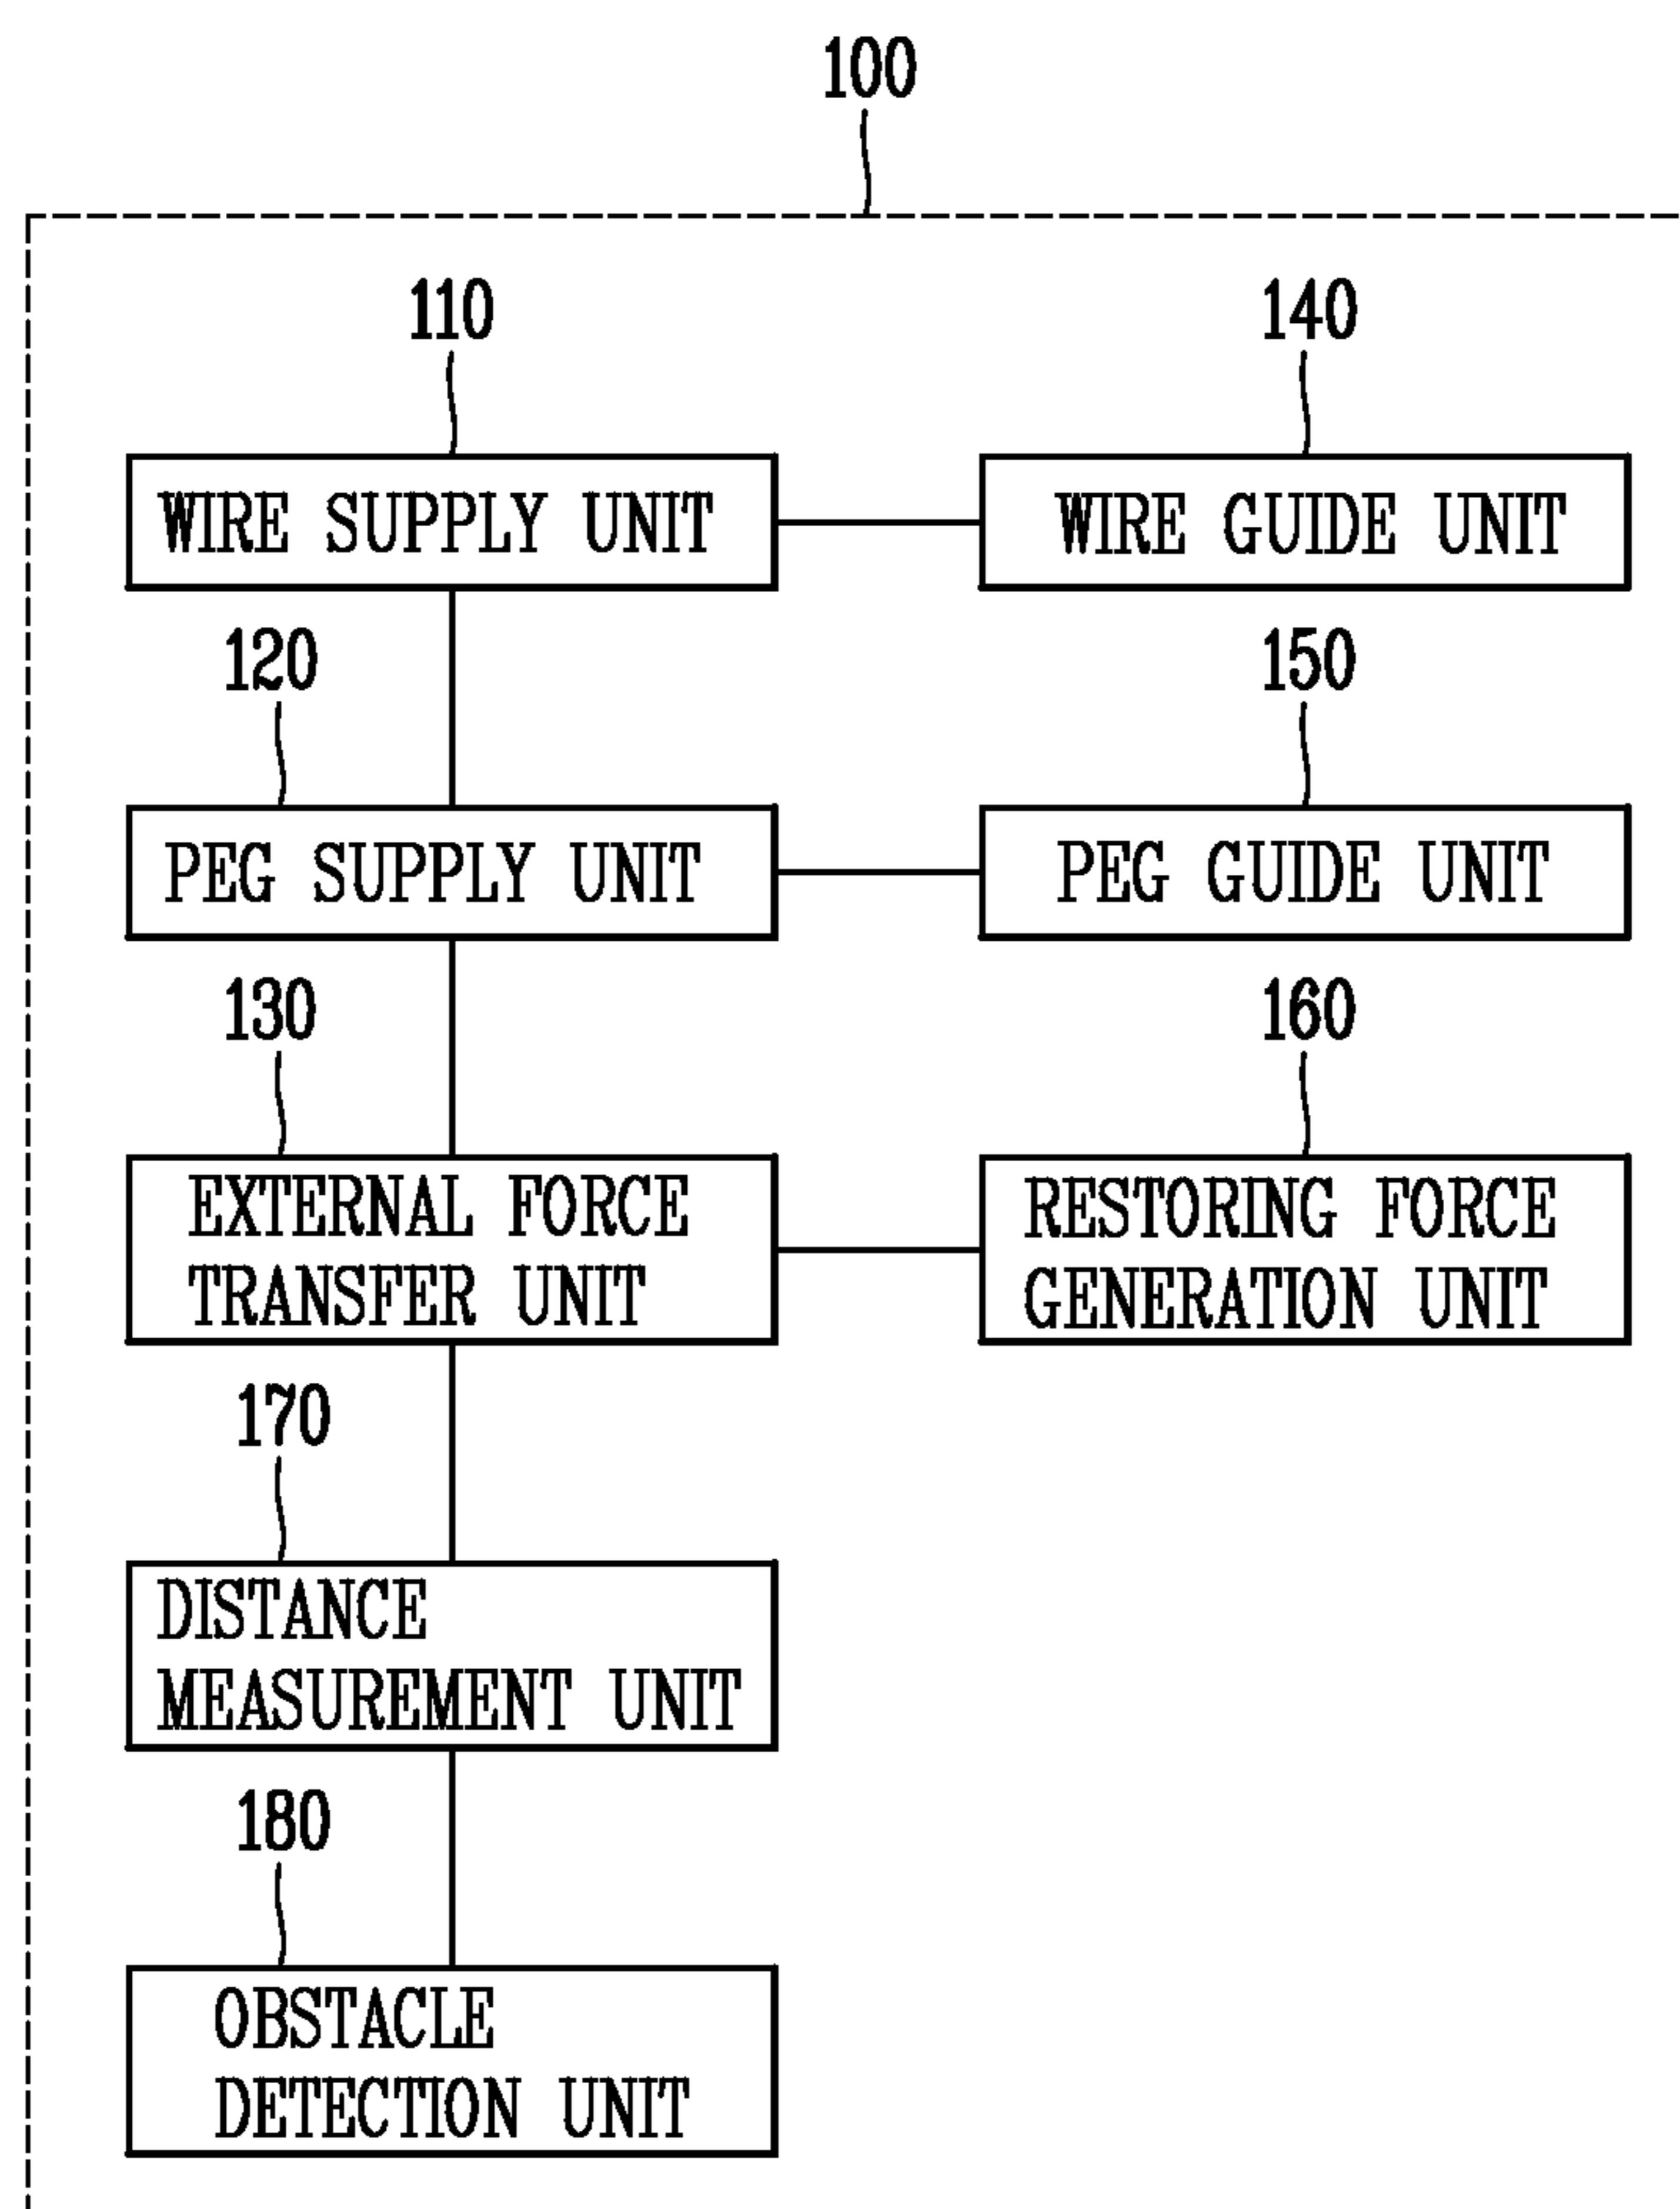 100
110
140
WIRE SUPPLY UNIT
WIRE GUIDE UNIT
120
150
PEG SUPPLY UNIT
PEG GUIDE UNIT
130
160
EXTERNAL FORCE
TRANSFER UNIT
RESTORING FORCE
GENERATION UNIT
170
DISTANCE
MEASUREMENT UNIT
180
OBSTACLE
DETECTION UNIT